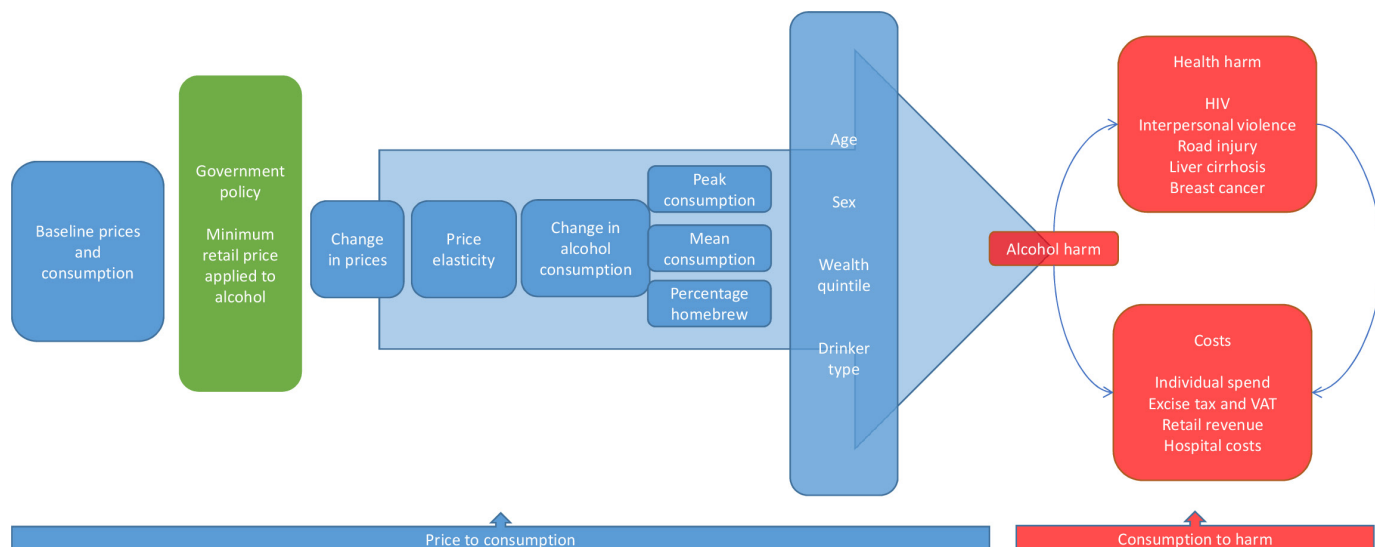 Baseline prices
and
consumption
Government
policy
Minimum
retail price
applied to
alcohol
Change
in prices
Price
elasticity
Change in
alcohol
consumption
Peak
consumption
Mean
consumption
Percentage
homebrew
Age
Sex
Wealth
quintile
Drinker
type
Alcohol harm
Health harm
HIV
Interpersonal violence
Road injury
Liver cirrhosis
Breast cancer
Costs
Individual spend
Excise tax and VAT
Retail revenue
Hospital costs
Price to consumption
Consumption to harm